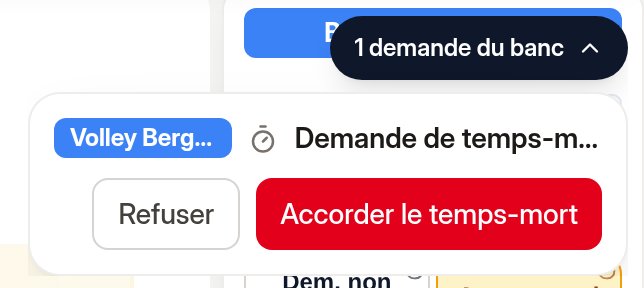 1 demande du banc
Volley Berg... Demande de temps-m...
Refuser Accorder le temps-mort
Dem. non